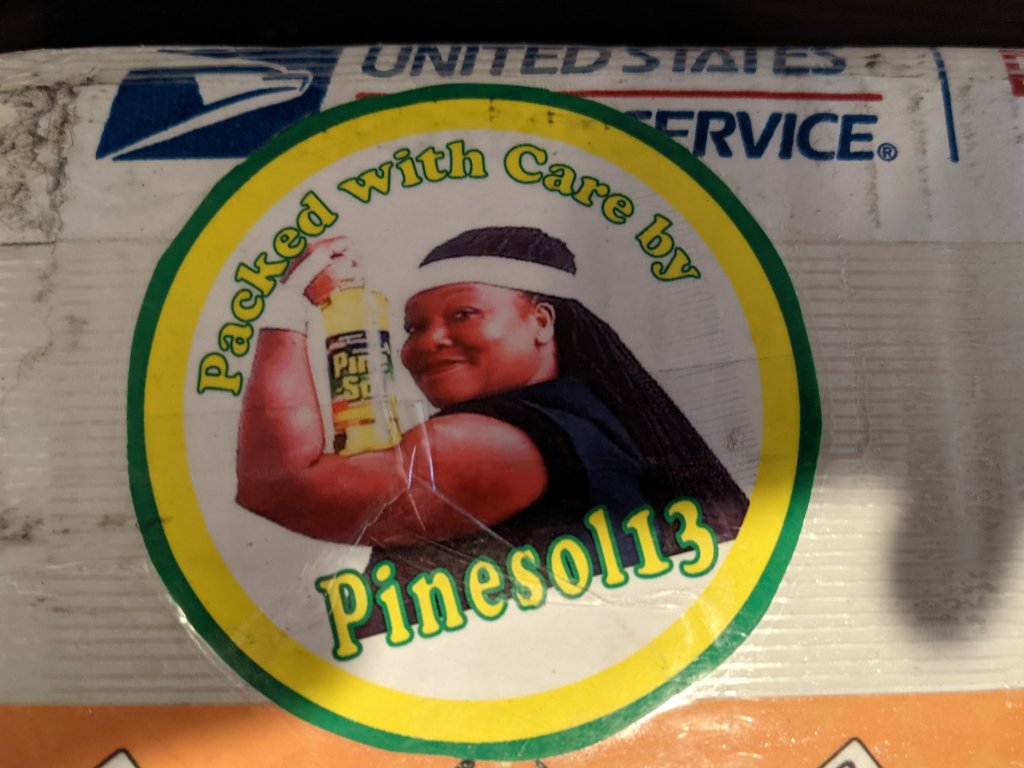 UNITED STATES
SERVICE®
Packed with Care by
Pine
Sol
Pinesol13